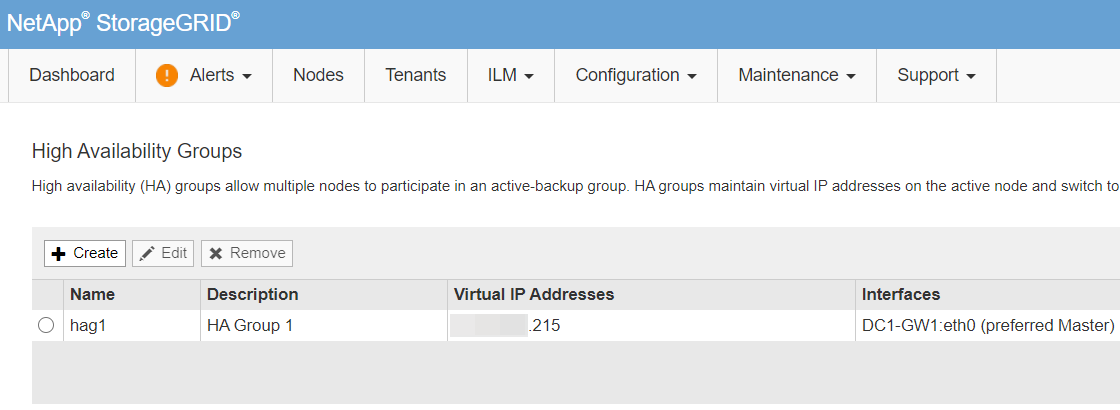 NetApp® StorageGRID®
Dashboard Alerts Nodes Tenants ILM Configuration Maintenance Support
High Availability Groups
High availability (HA) groups allow multiple nodes to participate in an active-backup group. HA groups maintain virtual IP addresses on the active node and switch to
Create Edit Remove
Name Description Virtual IP Addresses Interfaces
hag1 HA Group 1 .215 DC1-GW1:eth0 (preferred Master)